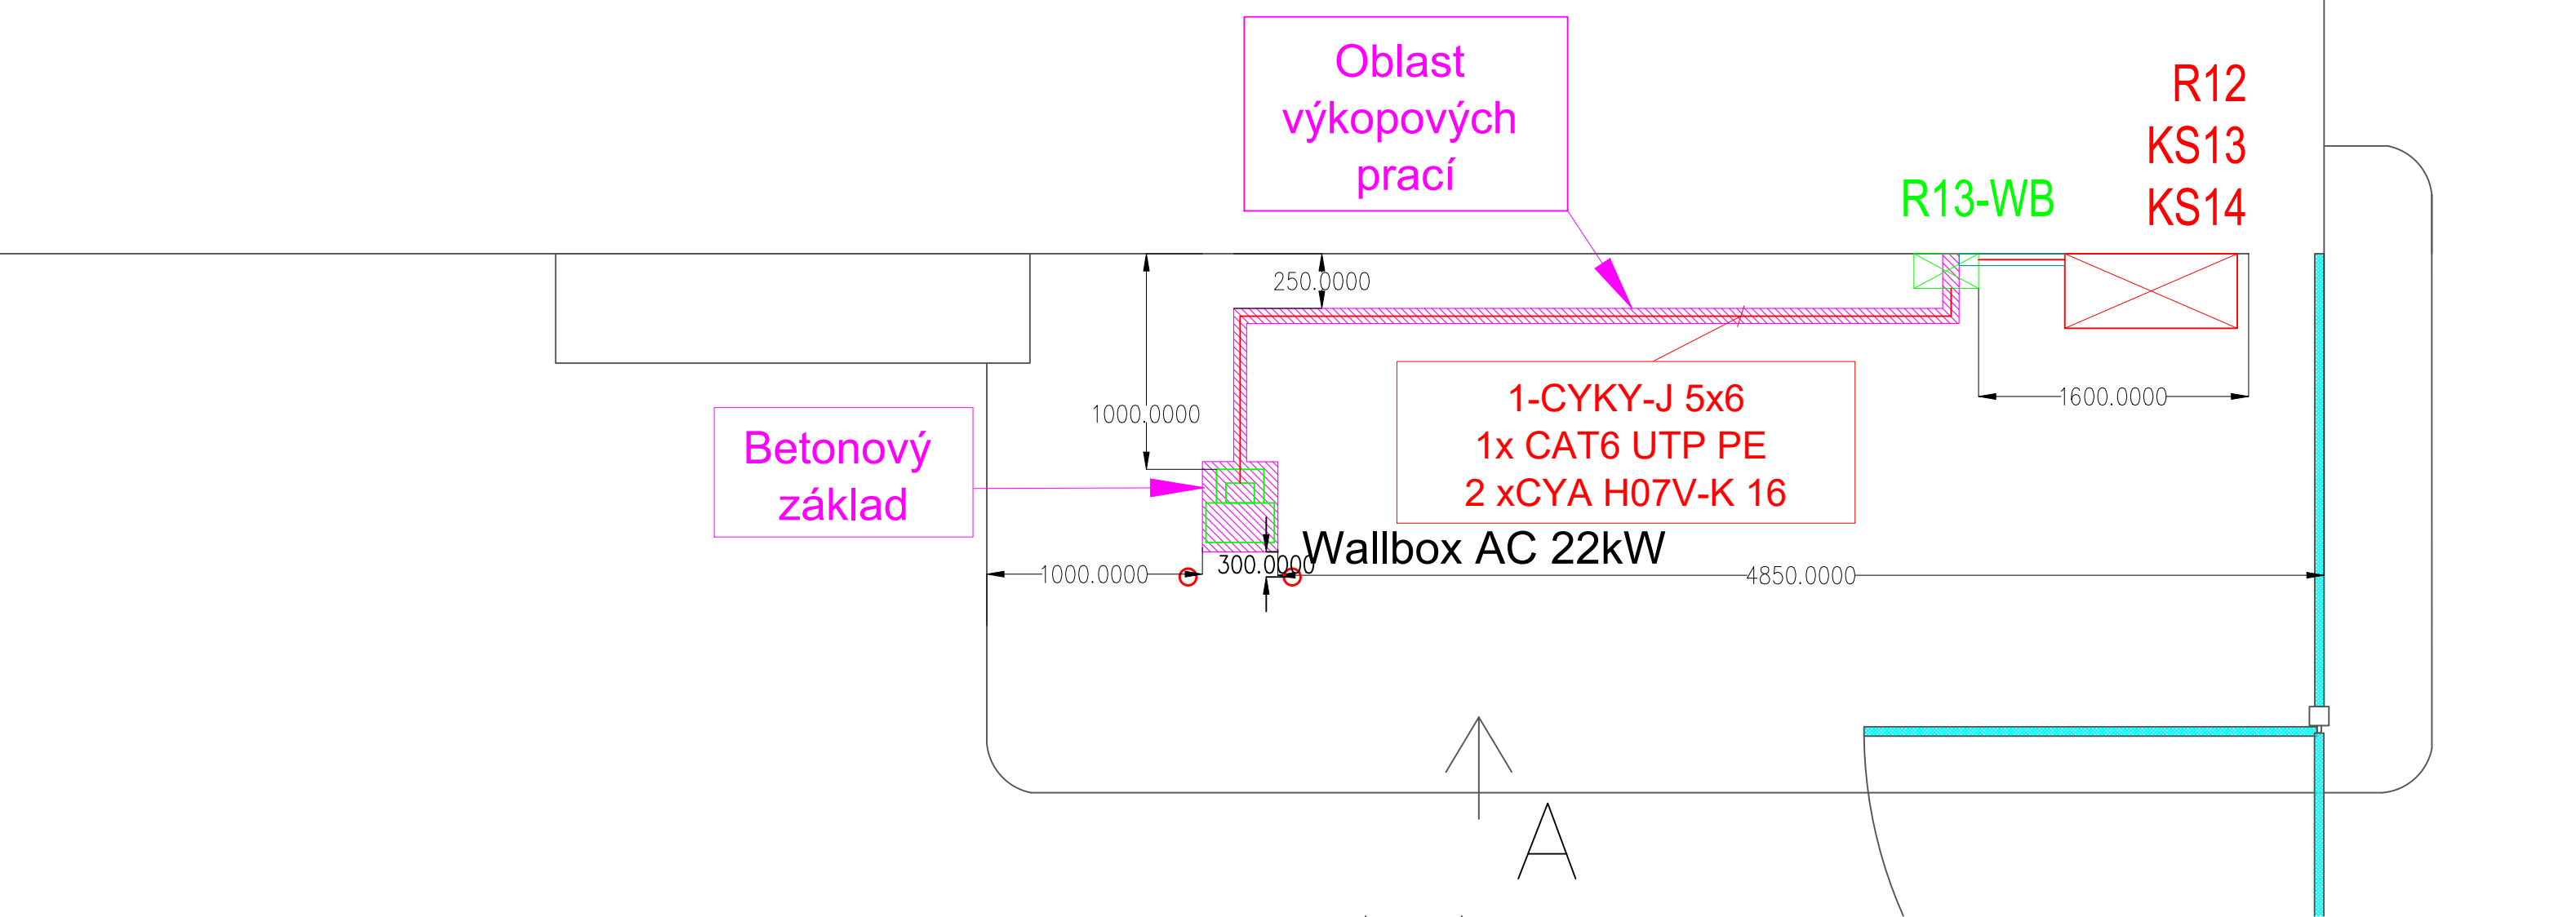 Oblast
výkopových
prací
R12
KS13
KS14
R13-WB
250.0000
1000.0000
1600.0000
1-CYKY-J 5x6
1x CAT6 UTP PE
2 xCYA H07V-K 16
Betonový
základ
Wallbox AC 22kW
300.0000
1000.0000
4850.0000
A